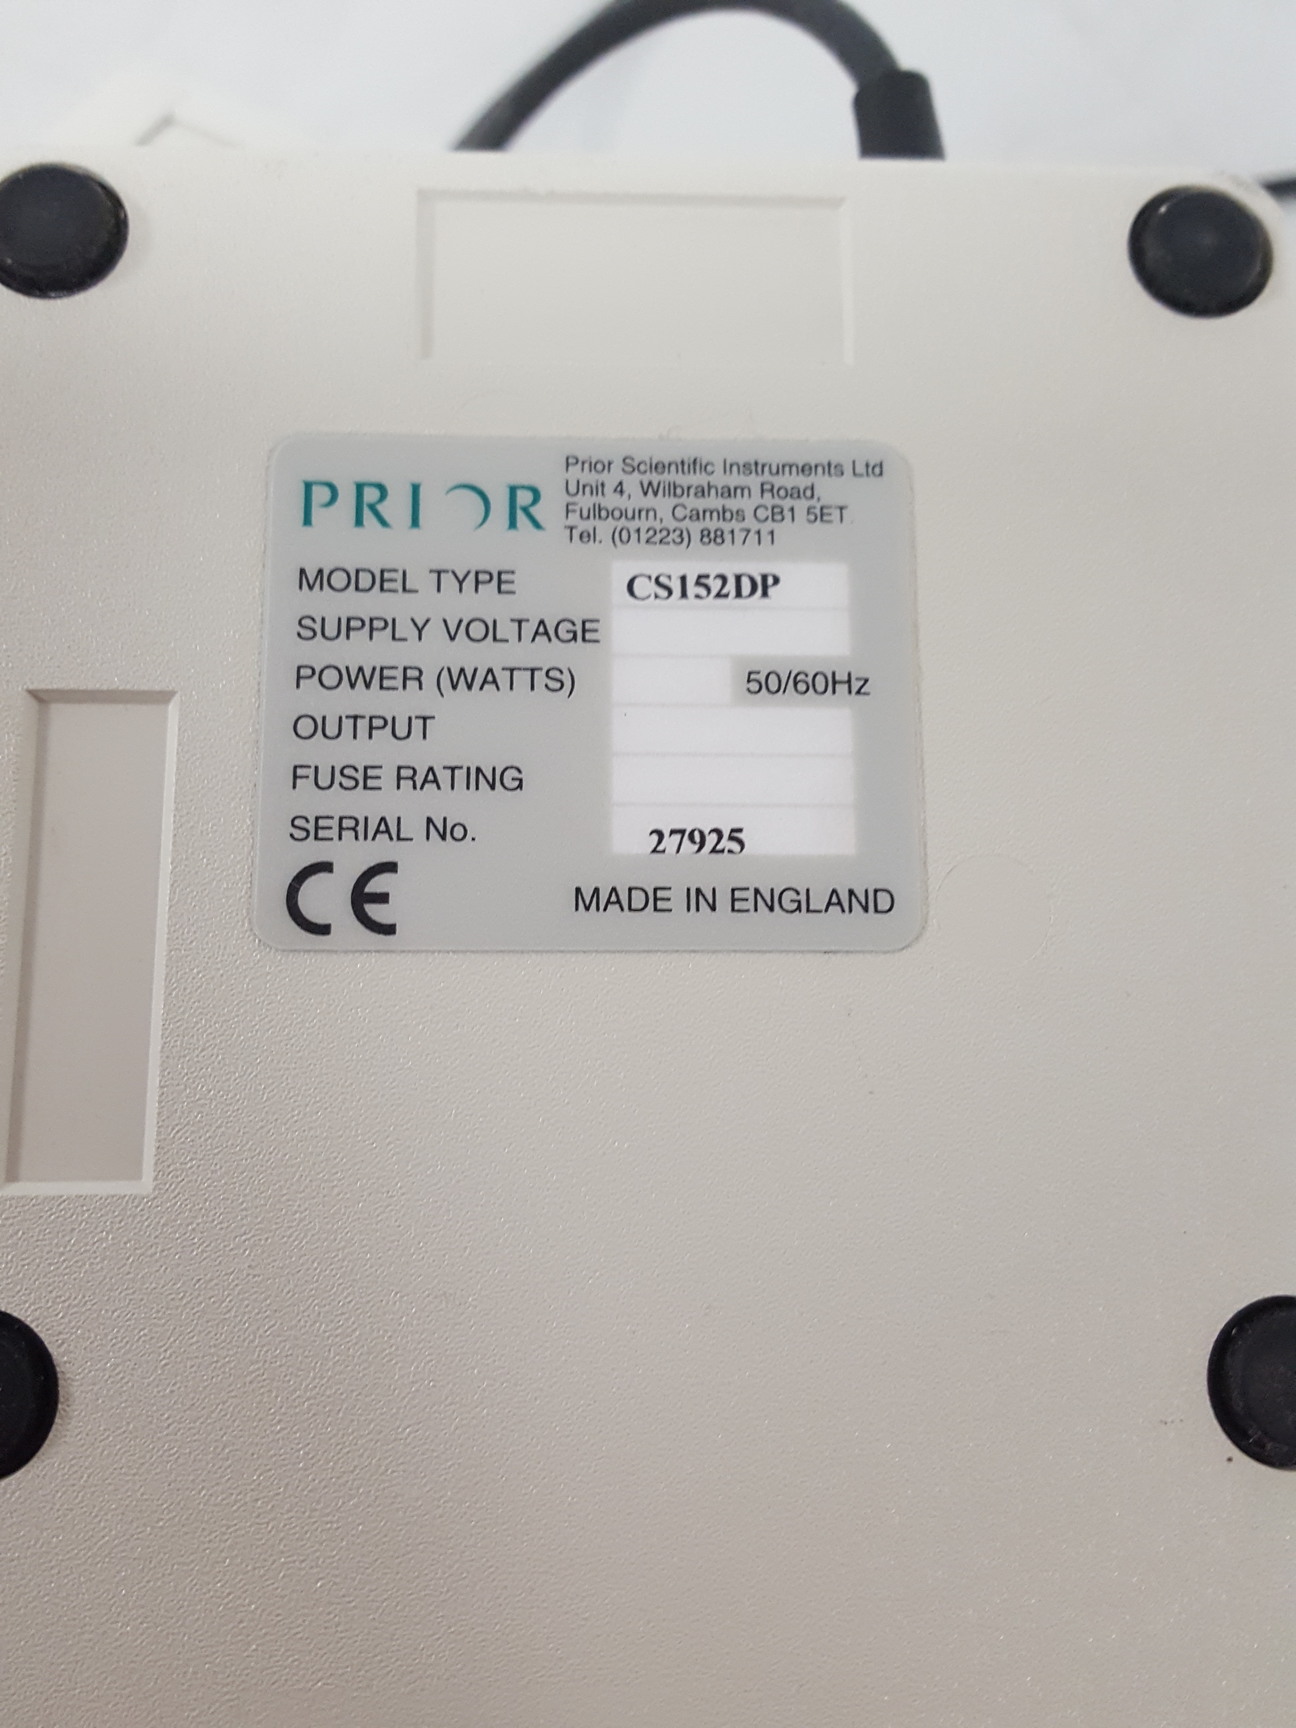 PRIOR
Prior Scientific Instruments Ltd
Unit 4, Wilbraham Road,
Fulbourn, Cambs CB1 5ET.
Tel. (01223) 881711
MODEL TYPE CS152DP
SUPPLY VOLTAGE
POWER (WATTS) 50/60Hz
OUTPUT
FUSE RATING
SERIAL No. 27925
CE MADE IN ENGLAND